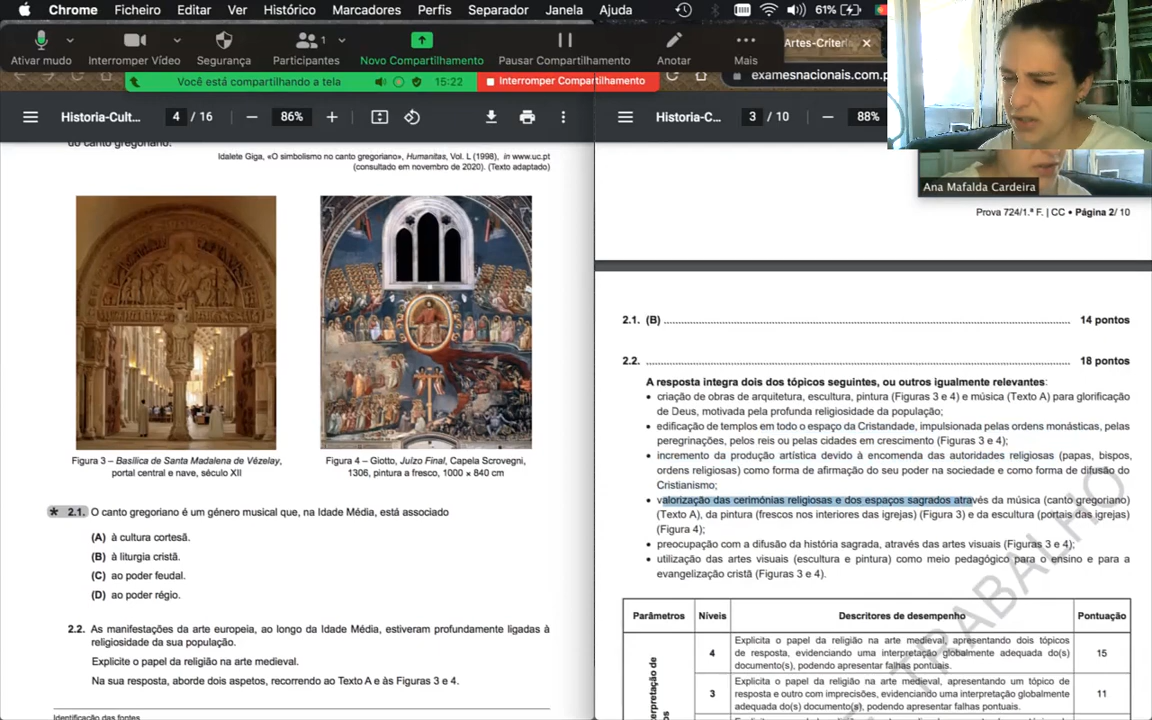 Chrome Ficheiro Editar Ver Histórico Marcadores Perfis Separador Janela Ajuda 61%
Ativar mudo Interromper Vídeo Segurança Participantes 1 Novo Compartilhamento Pausar Compartilhamento Anotar Mais
Artes-Criteri
Você está compartilhando a tela 15:22 Interromper Compartilhamento
examesnacionais.com.p
Historia-Cult... 4 / 16 86%
do canto gregoriano.
Idalete Giga, «O simbolismo no canto gregoriano», Humanitas, Vol. L (1998), in www.uc.pt
(consultado em novembro de 2020). (Texto adaptado)
Figura 3 – Basílica de Santa Madalena de Vézelay,
portal central e nave, século XII
Figura 4 – Giotto, Juízo Final, Capela Scrovegni,
1306, pintura a fresco, 1000 × 840 cm
* 2.1. O canto gregoriano é um género musical que, na Idade Média, está associado
(A) à cultura cortesã.
(B) à liturgia cristã.
(C) ao poder feudal.
(D) ao poder régio.
2.2. As manifestações da arte europeia, ao longo da Idade Média, estiveram profundamente ligadas à
religiosidade da sua população.
Explicite o papel da religião na arte medieval.
Na sua resposta, aborde dois aspetos, recorrendo ao Texto A e às Figuras 3 e 4.
Identificação das fontes
Historia-C... 3 / 10 88%
Ana Mafalda Cardeira
Prova 724/1.ª F. | CC • Página 2/ 10
2.1. (B) ........ 14 pontos
2.2. ........ 18 pontos
A resposta integra dois dos tópicos seguintes, ou outros igualmente relevantes:
• criação de obras de arquitetura, escultura, pintura (Figuras 3 e 4) e música (Texto A) para glorificação
de Deus, motivada pela profunda religiosidade da população;
• edificação de templos em todo o espaço da Cristandade, impulsionada pelas ordens monásticas, pelas
peregrinações, pelos reis ou pelas cidades em crescimento (Figuras 3 e 4);
• incremento da produção artística devido à encomenda das autoridades religiosas (papas, bispos,
ordens religiosas) como forma de afirmação do seu poder na sociedade e como forma de difusão do
Cristianismo;
• valorização das cerimónias religiosas e dos espaços sagrados através da música (canto gregoriano)
(Texto A), da pintura (frescos nos interiores das igrejas) (Figura 3) e da escultura (portais das igrejas)
(Figura 4);
• preocupação com a difusão da história sagrada, através das artes visuais (Figuras 3 e 4);
• utilização das artes visuais (escultura e pintura) como meio pedagógico para o ensino e para a
evangelização cristã (Figuras 3 e 4).
TRABALHO
Parâmetros Níveis Descritores de desempenho Pontuação
4 Explicita o papel da religião na arte medieval, apresentando dois tópicos
de resposta, evidenciando uma interpretação globalmente adequada do(s)
documento(s), podendo apresentar falhas pontuais. 15
3 Explicita o papel da religião na arte medieval, apresentando um tópico de
resposta e outro com imprecisões, evidenciando uma interpretação globalmente
adequada do(s) documento(s), podendo apresentar falhas pontuais. 11